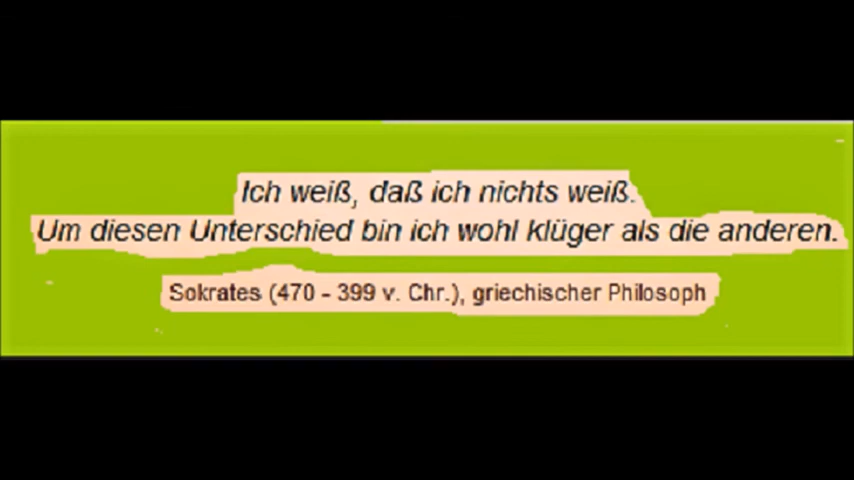 Ich weiß, daß ich nichts weiß.
Um diesen Unterschied bin ich wohl klüger als die anderen.
Sokrates (470 - 399 v. Chr.), griechischer Philosoph